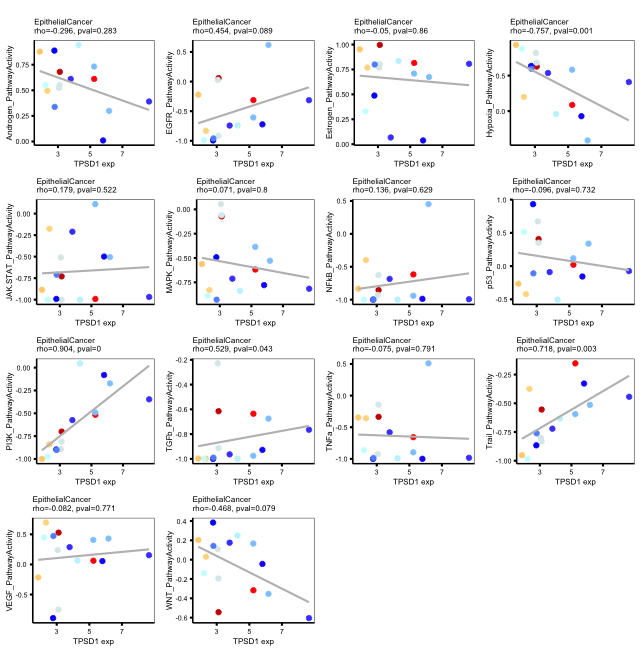 EpithelialCancer
rho=-0.296, pval=0.283
Androgen_PathwayActivity
0.75
0.50
0.25
0.00
3 5 7
TPSD1 exp
EpithelialCancer
rho=0.454, pval=0.089
EGFR_PathwayActivity
0.5
0.0
-0.5
-1.0
3 5 7
TPSD1 exp
EpithelialCancer
rho=-0.05, pval=0.86
Estrogen_PathwayActivity
1.00
0.75
0.50
0.25
0.00
3 5 7
TPSD1 exp
EpithelialCancer
rho=-0.757, pval=0.001
Hypoxia_PathwayActivity
0.5
0.0
3 5 7
TPSD1 exp
EpithelialCancer
rho=0.179, pval=0.522
JAK.STAT_PathwayActivity
0.00
-0.25
-0.50
-0.75
-1.00
3 5 7
TPSD1 exp
EpithelialCancer
rho=0.071, pval=0.8
MAPK_PathwayActivity
0.00
-0.25
-0.50
-0.75
3 5 7
TPSD1 exp
EpithelialCancer
rho=0.136, pval=0.629
NFkB_PathwayActivity
0.5
0.0
-0.5
-1.0
3 5 7
TPSD1 exp
EpithelialCancer
rho=-0.096, pval=0.732
p53_PathwayActivity
1.0
0.5
0.0
-0.5
3 5 7
TPSD1 exp
EpithelialCancer
rho=0.904, pval=0
PI3K_PathwayActivity
0.00
-0.25
-0.50
-0.75
-1.00
3 5 7
TPSD1 exp
EpithelialCancer
rho=0.529, pval=0.043
TGFb_PathwayActivity
-0.2
-0.4
-0.6
-0.8
-1.0
3 5 7
TPSD1 exp
EpithelialCancer
rho=-0.075, pval=0.791
TNFa_PathwayActivity
0.5
0.0
-0.5
-1.0
3 5 7
TPSD1 exp
EpithelialCancer
rho=0.718, pval=0.003
Trail_PathwayActivity
-0.25
-0.50
-0.75
-1.00
3 5 7
TPSD1 exp
EpithelialCancer
rho=-0.082, pval=0.771
VEGF_PathwayActivity
0.5
0.0
-0.5
3 5 7
TPSD1 exp
EpithelialCancer
rho=-0.468, pval=0.079
WNT_PathwayActivity
0.4
0.2
0.0
-0.2
-0.4
-0.6
3 5 7
TPSD1 exp